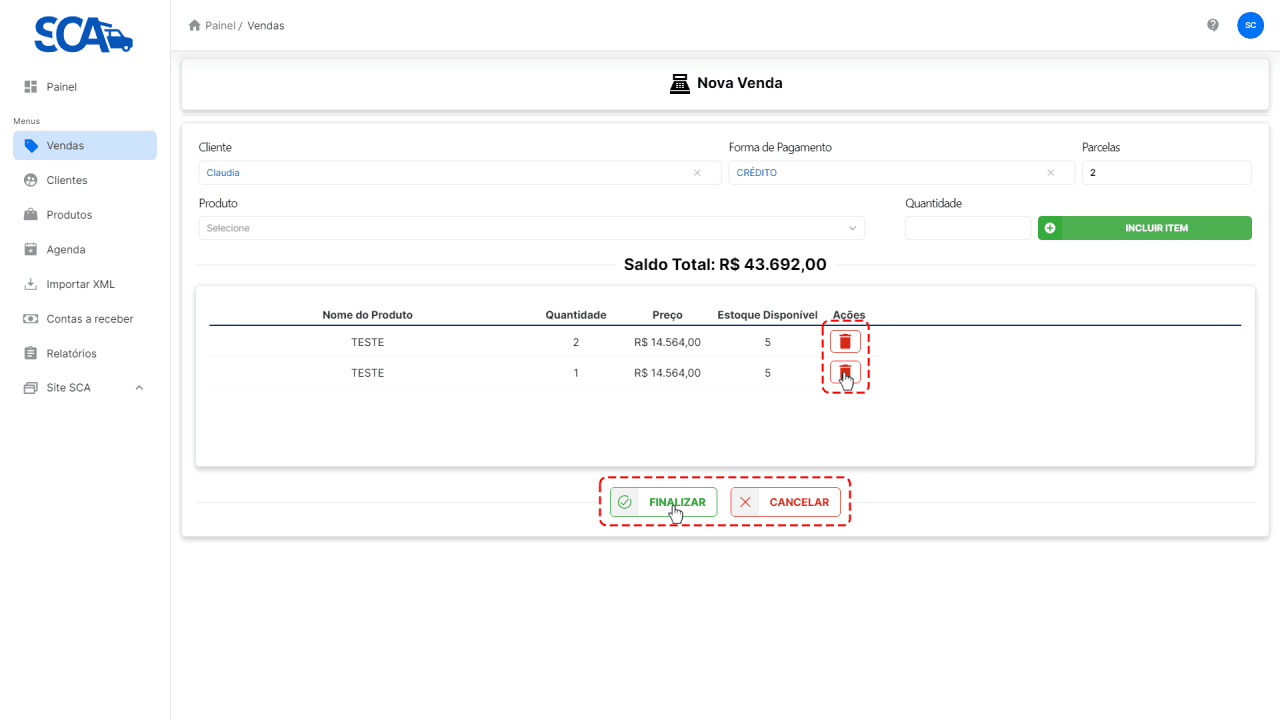 SCA
Painel / Vendas
SC
Painel
Menus
Vendas
Clientes
Produtos
Agenda
Importar XML
Contas a receber
Relatórios
Site SCA
Nova Venda
Cliente
Forma de Pagamento
Parcelas
Claudia
CRÉDITO
2
Produto
Quantidade
Selecione
INCLUIR ITEM
Saldo Total: R$ 43.692,00
Nome do Produto Quantidade Preço Estoque Disponível Ações
TESTE 2 R$ 14.564,00 5
TESTE 1 R$ 14.564,00 5
FINALIZAR
CANCELAR